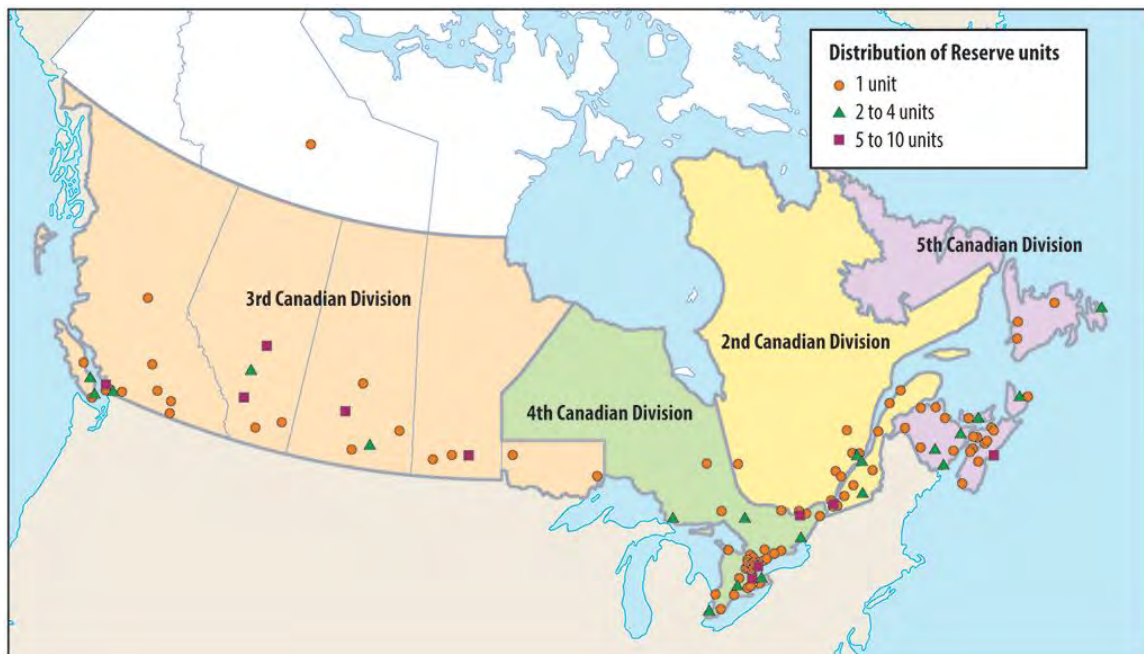 Distribution of Reserve units
1 unit
2 to 4 units
5 to 10 units
5th Canadian Division
3rd Canadian Division
2nd Canadian Division
4th Canadian Division